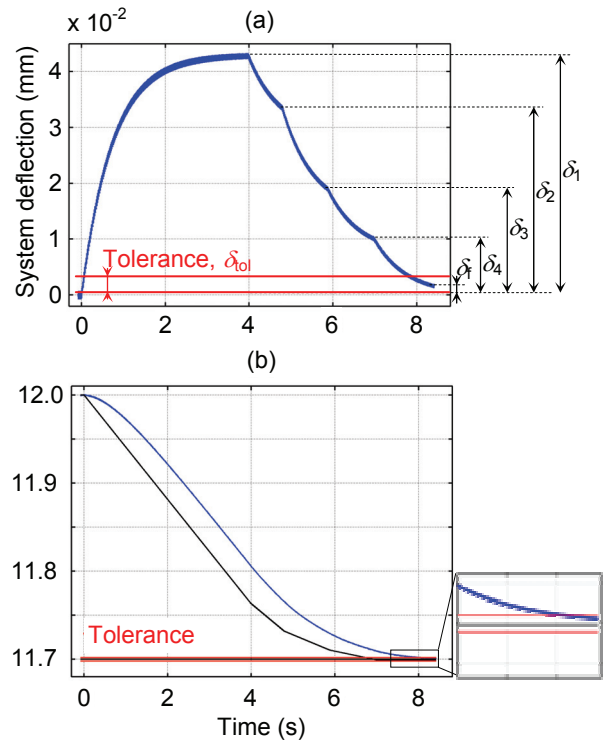 (a)
x 10⁻²
System deflection (mm)
4
3
2
1
0
Tolerance, δtol
δf
δ4
δ3
δ2
δ1
0 2 4 6 8
(b)
12.0
11.9
11.8
11.7
Tolerance
0 2 4 6 8
Time (s)